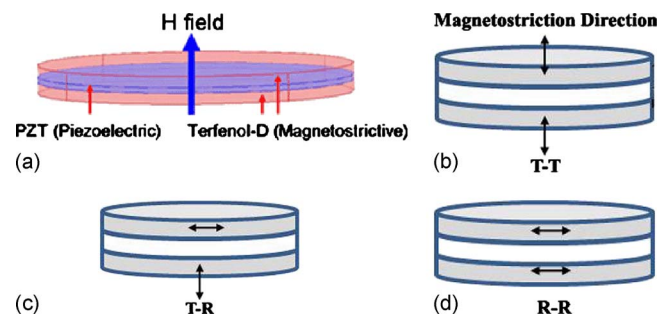 H field
PZT (Piezoelectric) Terfenol-D (Magnetostrictive)
(a)
Magnetostriction Direction
(b)
T-T
(c)
T-R
(d)
R-R